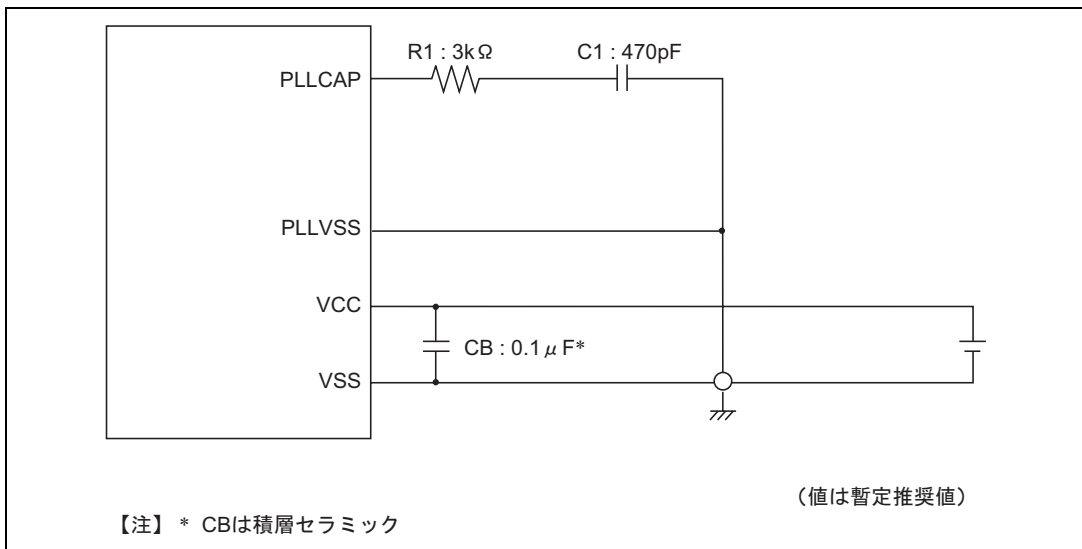 R1 : 3kΩ
C1 : 470pF
PLLCAP
PLLVSS
VCC
CB : 0.1μF*
VSS
（値は暫定推奨値）
【注】 * CBは積層セラミック